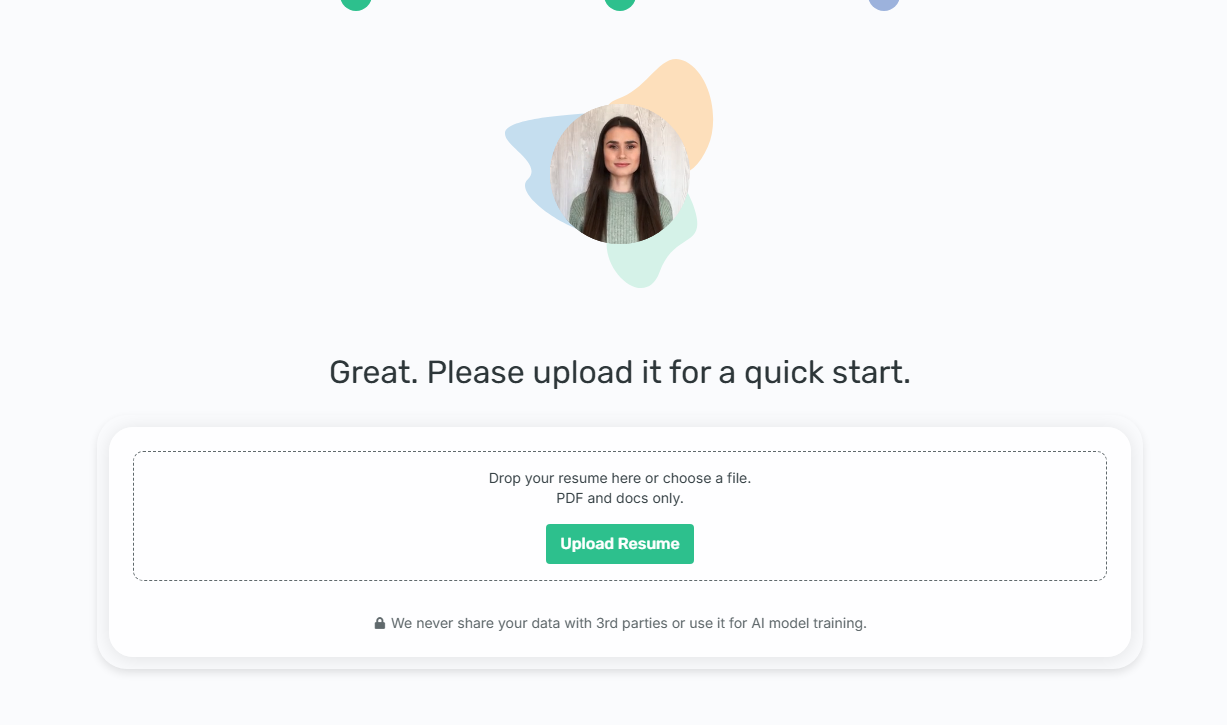 Great. Please upload it for a quick start.
Drop your resume here or choose a file.
PDF and docs only.
Upload Resume
We never share your data with 3rd parties or use it for AI model training.